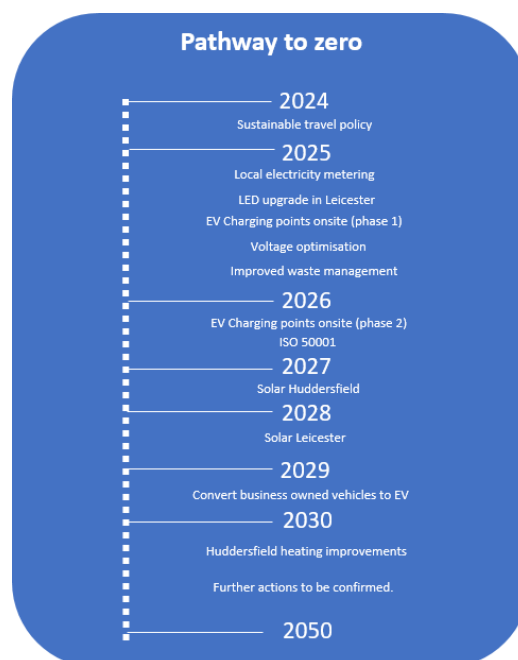 Pathway to zero
2024
Sustainable travel policy
2025
Local electricity metering
LED upgrade in Leicester
EV Charging points onsite (phase 1)
Voltage optimisation
Improved waste management
2026
EV Charging points onsite (phase 2)
ISO 50001
2027
Solar Huddersfield
2028
Solar Leicester
2029
Convert business owned vehicles to EV
2030
Huddersfield heating improvements
Further actions to be confirmed.
2050